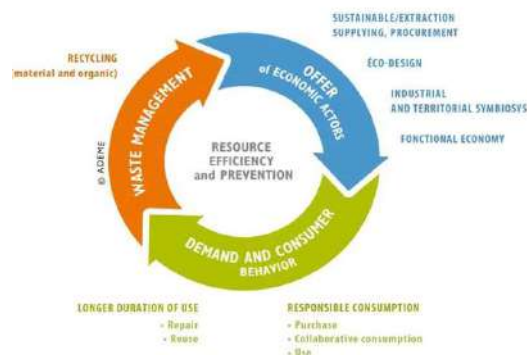 SUSTAINABLE/EXTRACTION
SUPPLYING, PROCUREMENT
RECYCLING
(material and organic)
ÉCO-DESIGN
INDUSTRIAL
AND TERRITORIAL SYMBIOSYS
FONCTIONAL ECONOMY
OFFER
of ECONOMIC ACTORS
WASTE MANAGEMENT
© ADEME
RESOURCE
EFFICIENCY
and PREVENTION
DEMAND AND CONSUMER
BEHAVIOR
LONGER DURATION OF USE
• Repair
• Reuse
RESPONSIBLE CONSUMPTION
• Purchase
• Collaborative consumption
• Use